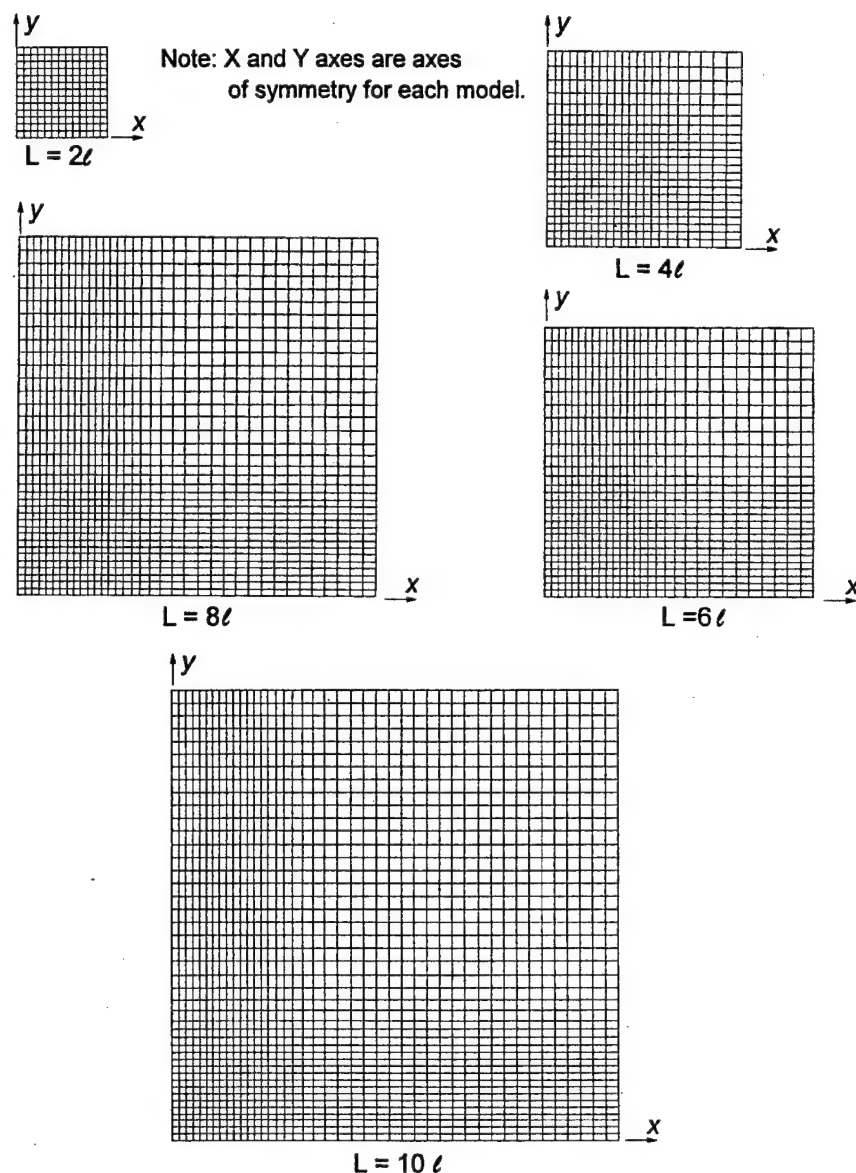 y
Note: X and Y axes are axes
of symmetry for each model.
x
L = 2ℓ
y
x
L = 4ℓ
y
x
L = 8ℓ
y
x
L =6ℓ
y
x
L = 10 ℓ